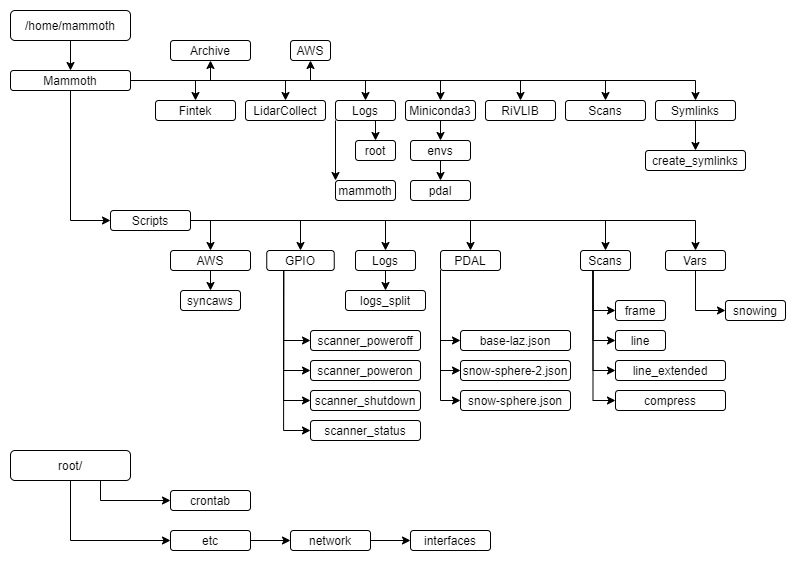 /home/mammoth
Archive
AWS
Mammoth
Fintek
LidarCollect
Logs
Miniconda3
RiVLIB
Scans
Symlinks
root
envs
create_symlinks
mammoth
pdal
Scripts
AWS
GPIO
Logs
PDAL
Scans
Vars
syncaws
logs_split
frame
snowing
scanner_poweroff
base-laz.json
line
scanner_poweron
snow-sphere-2.json
line_extended
scanner_shutdown
snow-sphere.json
compress
scanner_status
root/
crontab
etc
network
interfaces